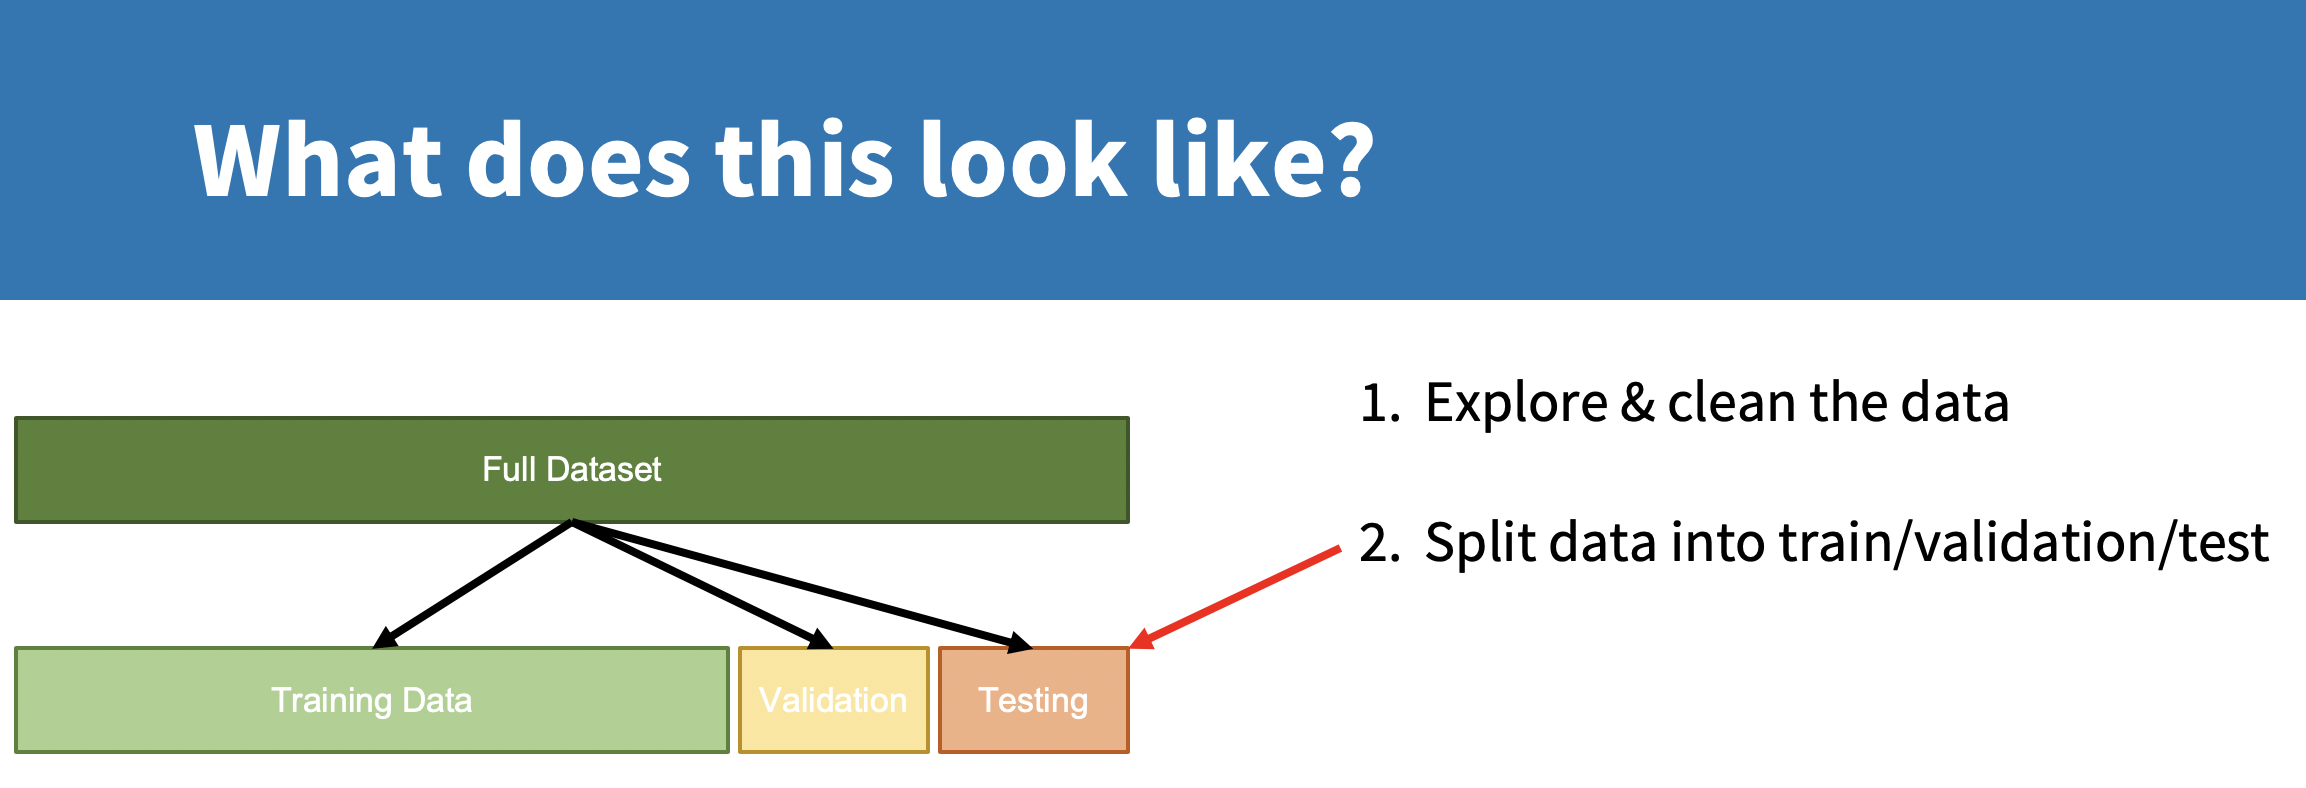 What does this look like?
Full Dataset
Training Data
Validation
Testing
1. Explore & clean the data
2. Split data into train/validation/test